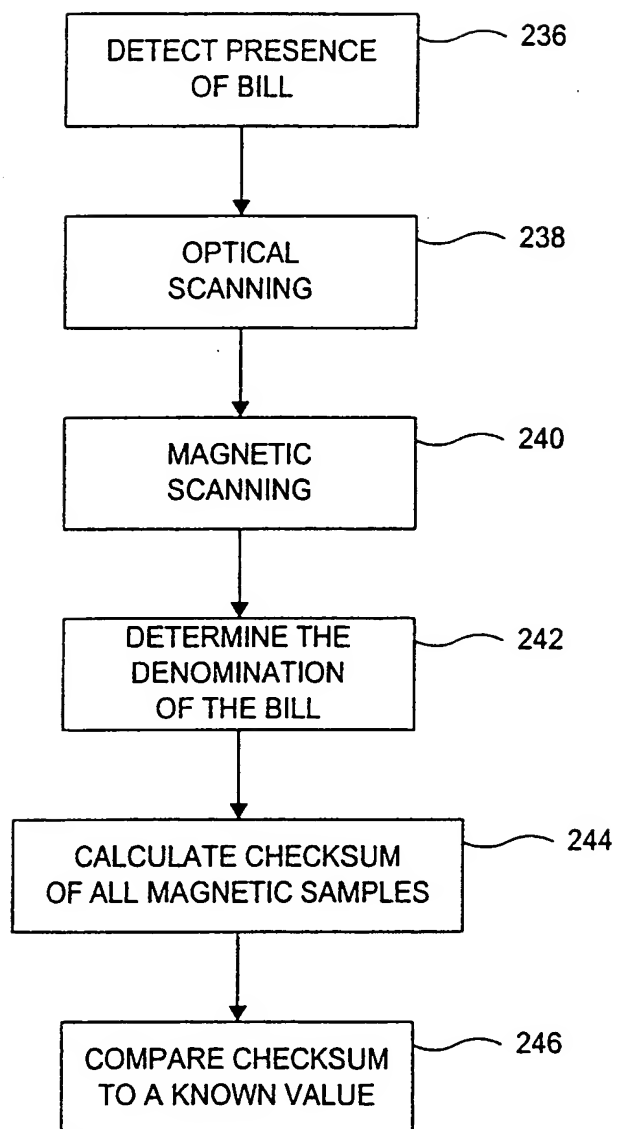 DETECT PRESENCE
OF BILL
236
OPTICAL
SCANNING
238
MAGNETIC
SCANNING
240
DETERMINE THE
DENOMINATION
OF THE BILL
242
CALCULATE CHECKSUM
OF ALL MAGNETIC SAMPLES
244
COMPARE CHECKSUM
TO A KNOWN VALUE
246